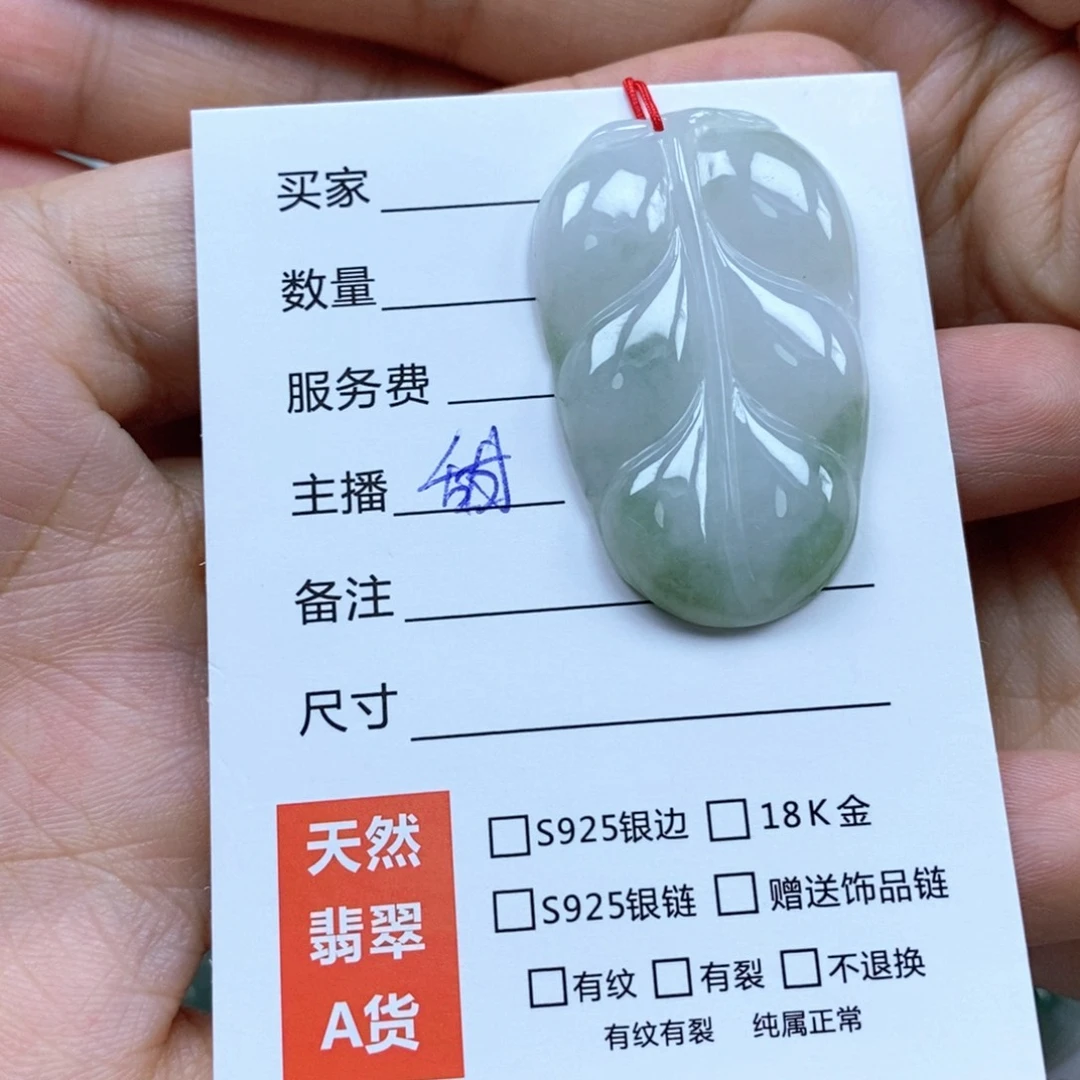 买家
数量
服务费
主播
备注
尺寸
天然
翡翠
A货
□S925银边 □18K金
□S925银链 □赠送饰品链
□有纹 □有裂 □不退换
有纹有裂 纯属正常